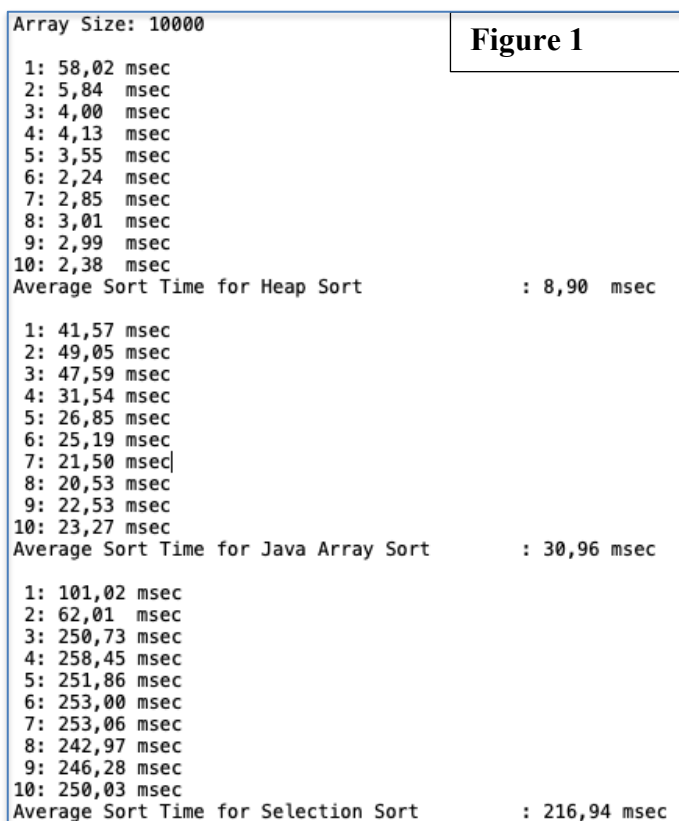 Array Size: 10000
Figure 1
1: 58,02 msec
2: 5,84 msec
3: 4,00 msec
4: 4,13 msec
5: 3,55 msec
6: 2,24 msec
7: 2,85 msec
8: 3,01 msec
9: 2,99 msec
10: 2,38 msec
Average Sort Time for Heap Sort : 8,90 msec
1: 41,57 msec
2: 49,05 msec
3: 47,59 msec
4: 31,54 msec
5: 26,85 msec
6: 25,19 msec
7: 21,50 msec
8: 20,53 msec
9: 22,53 msec
10: 23,27 msec
Average Sort Time for Java Array Sort : 30,96 msec
1: 101,02 msec
2: 62,01 msec
3: 250,73 msec
4: 258,45 msec
5: 251,86 msec
6: 253,00 msec
7: 253,06 msec
8: 242,97 msec
9: 246,28 msec
10: 250,03 msec
Average Sort Time for Selection Sort : 216,94 msec